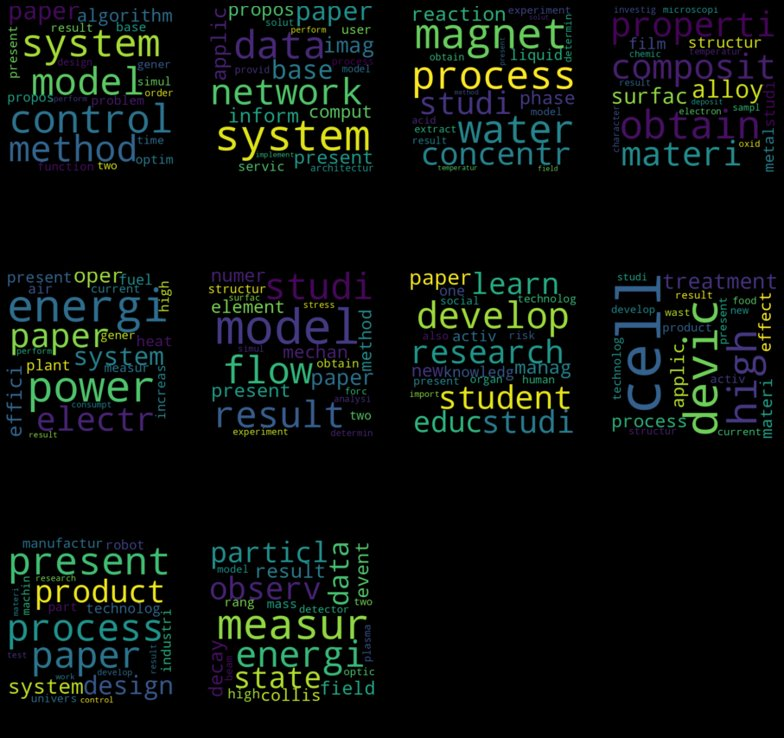 paper algorithm
result base
present system
design gener
model simul
propos perform problem order
control
method time
optim
function two
propos paper
solut
applic perform user
data imag
provid process
base model
network
inform comput
system
implement
servic present
architectur
reaction experiment
magnet
obtain liquid determin
process
studi phase
method model
acid water
extract
result concentr
temperatur field
investig microscopi
properti
film structur
composit
result
surfac alloy
chemic deposit
electron sampl
character obtain studi
oxid
materi metal
present oper fuel
air current
energi high
paper gener heat
perform system
plant measur
power increas
effici consumpt
electr
result
numer studi
structur
surfac stress
element
model method
simul mechan
flow obtain
paper
present forc
analysi
result two
experiment determin
paper learn
one
social technolog
develop
also activ risk
research
new knowledg manag
present organ human
import student
educ studi
studi treatment
result
cell food
develop wast present new effect
product
technolog applic devic high
activ
materi
process current
structur
manufactur robot
present
research
materi machin product
part technolog
process industri
test paper result
work develop
system design
univers control
particl data event
model result
observ
rang mass two
detector
measur
decay energi plasma
beam state optic
high collis field